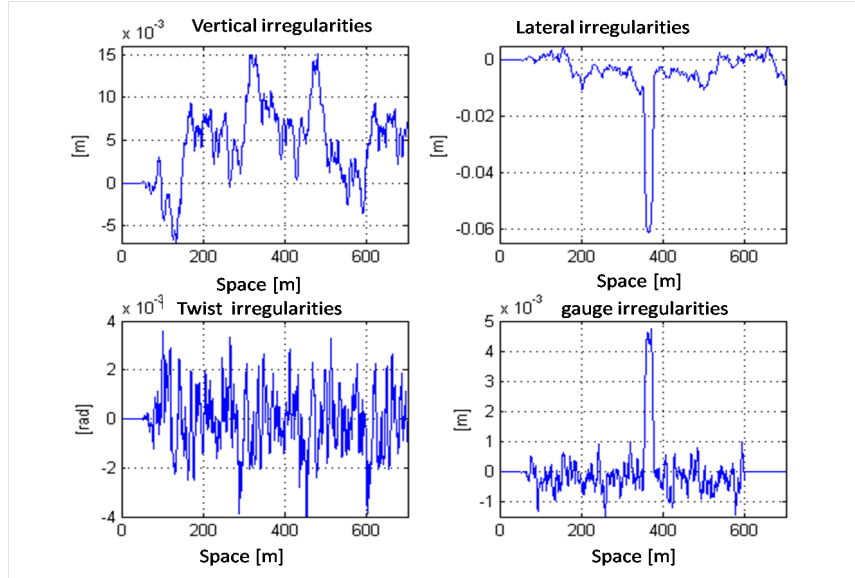 Vertical irregularities
x 10⁻³
15
10
5
0
-5
[m]
0 200 400 600
Space [m]
Lateral irregularities
0
-0.02
-0.04
-0.06
[m]
0 200 400 600
Space [m]
Twist irregularities
x 10⁻³
4
2
0
-2
-4
[rad]
0 200 400 600
Space [m]
gauge irregularities
x 10⁻³
5
4
3
2
1
0
-1
[m]
0 200 400 600
Space [m]